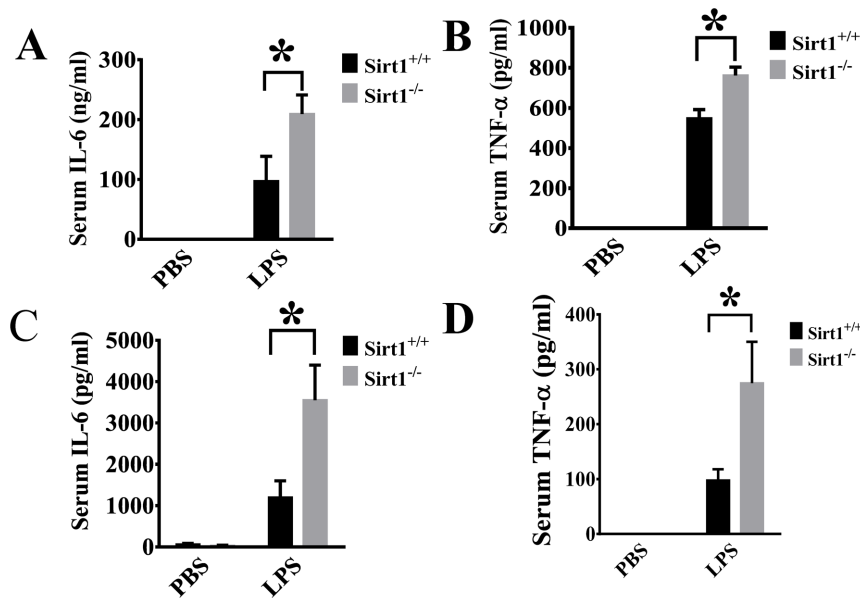 A
Serum IL-6 (ng/ml)
300
200
100
0
PBS
LPS
*
Sirt1+/+
Sirt1-/-
B
Serum TNF-α (pg/ml)
1000
800
600
400
200
0
PBS
LPS
*
Sirt1+/+
Sirt1-/-
C
Serum IL-6 (pg/ml)
5000
4000
3000
2000
1000
0
PBS
LPS
*
Sirt1+/+
Sirt1-/-
D
Serum TNF-α (pg/ml)
400
300
200
100
0
PBS
LPS
*
Sirt1+/+
Sirt1-/-